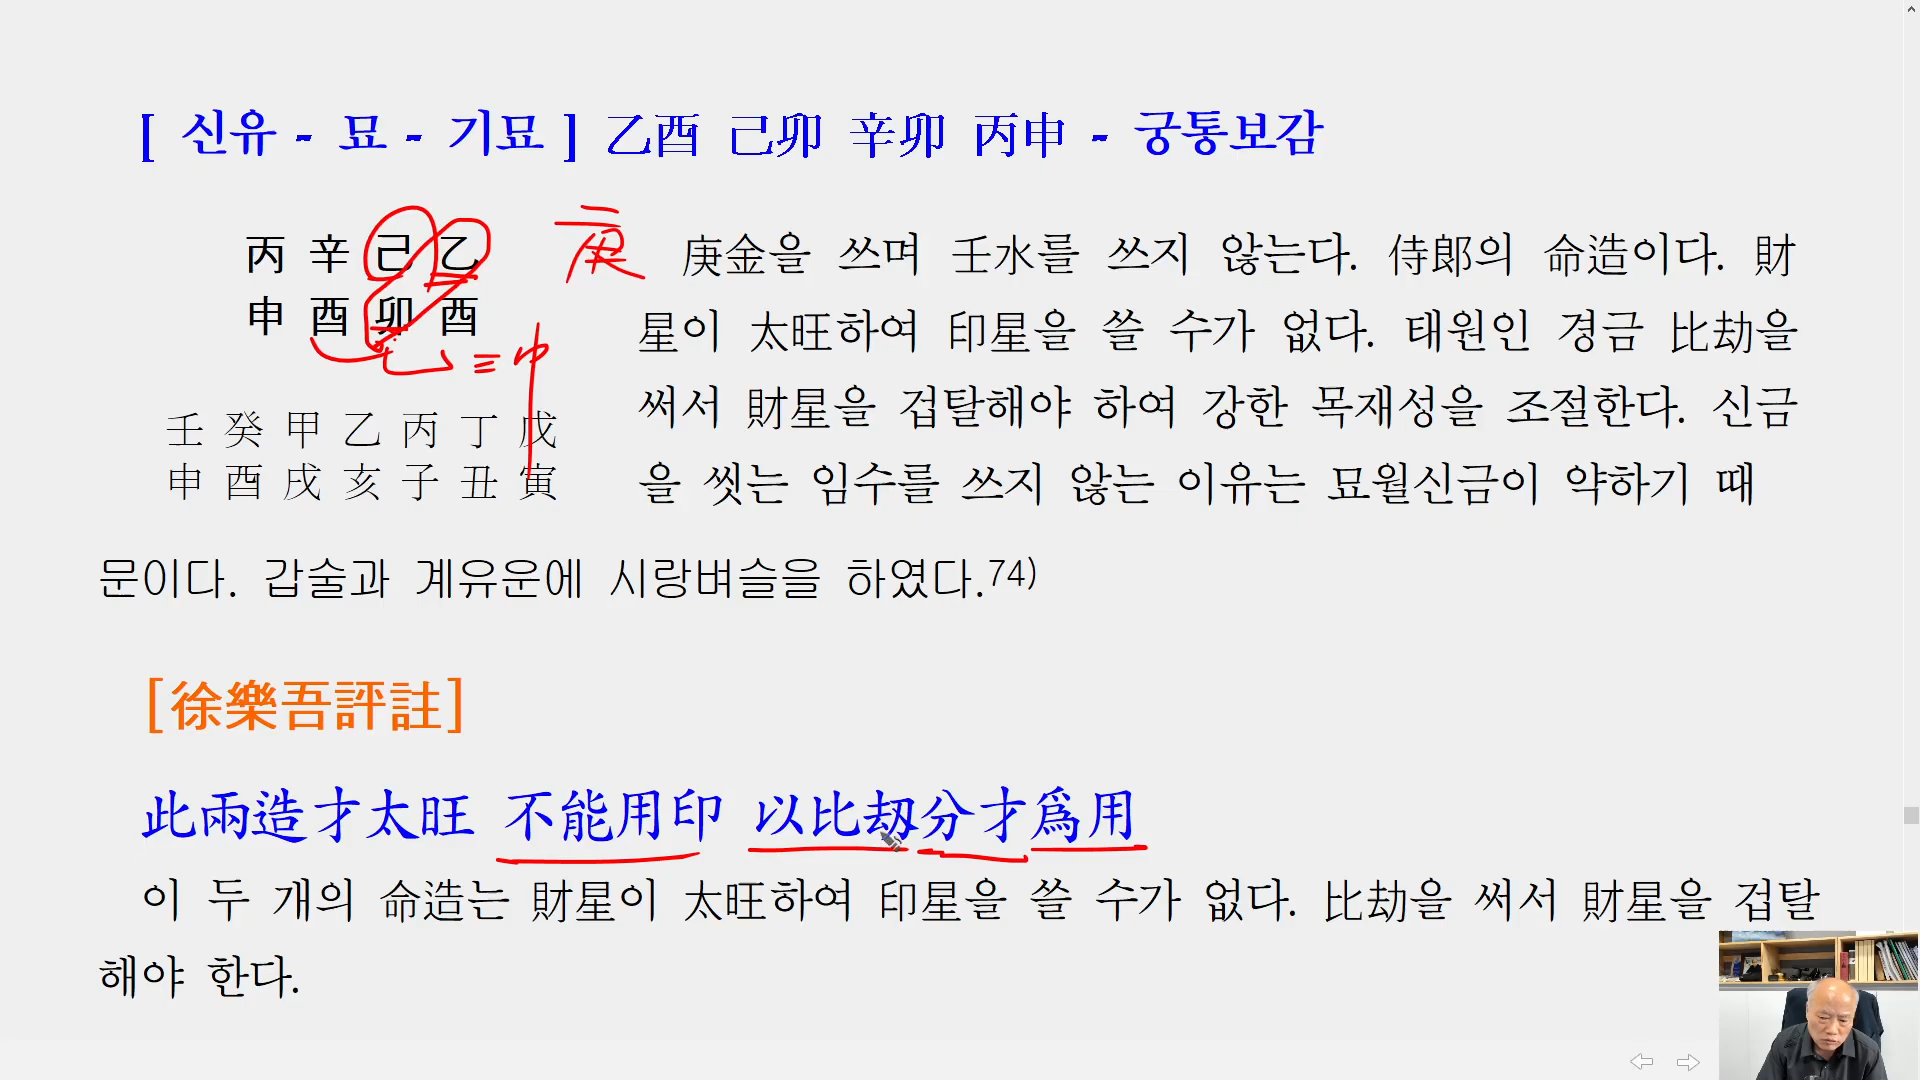 [ 신유 - 묘 - 기묘 ] 乙酉 己卯 辛卯 丙申 - 궁통보감
丙 辛 己 乙
申 酉 卯 酉
庚
壬 癸 甲 乙 丙 丁 戊
申 酉 戌 亥 子 丑 寅
庚金을 쓰며 壬水를 쓰지 않는다. 侍郎의 命造이다. 財
星이 太旺하여 印星을 쓸 수가 없다. 태원인 경금 比劫을
써서 財星을 겁탈해야 하여 강한 목재성을 조절한다. 신금
을 씻는 임수를 쓰지 않는 이유는 묘월신금이 약하기 때
문이다. 갑술과 계유운에 시랑벼슬을 하였다.74)
[徐樂吾評註]
此兩造才太旺 不能用印 以比刼分才爲用
이 두 개의 命造는 財星이 太旺하여 印星을 쓸 수가 없다. 比劫을 써서 財星을 겁탈
해야 한다.